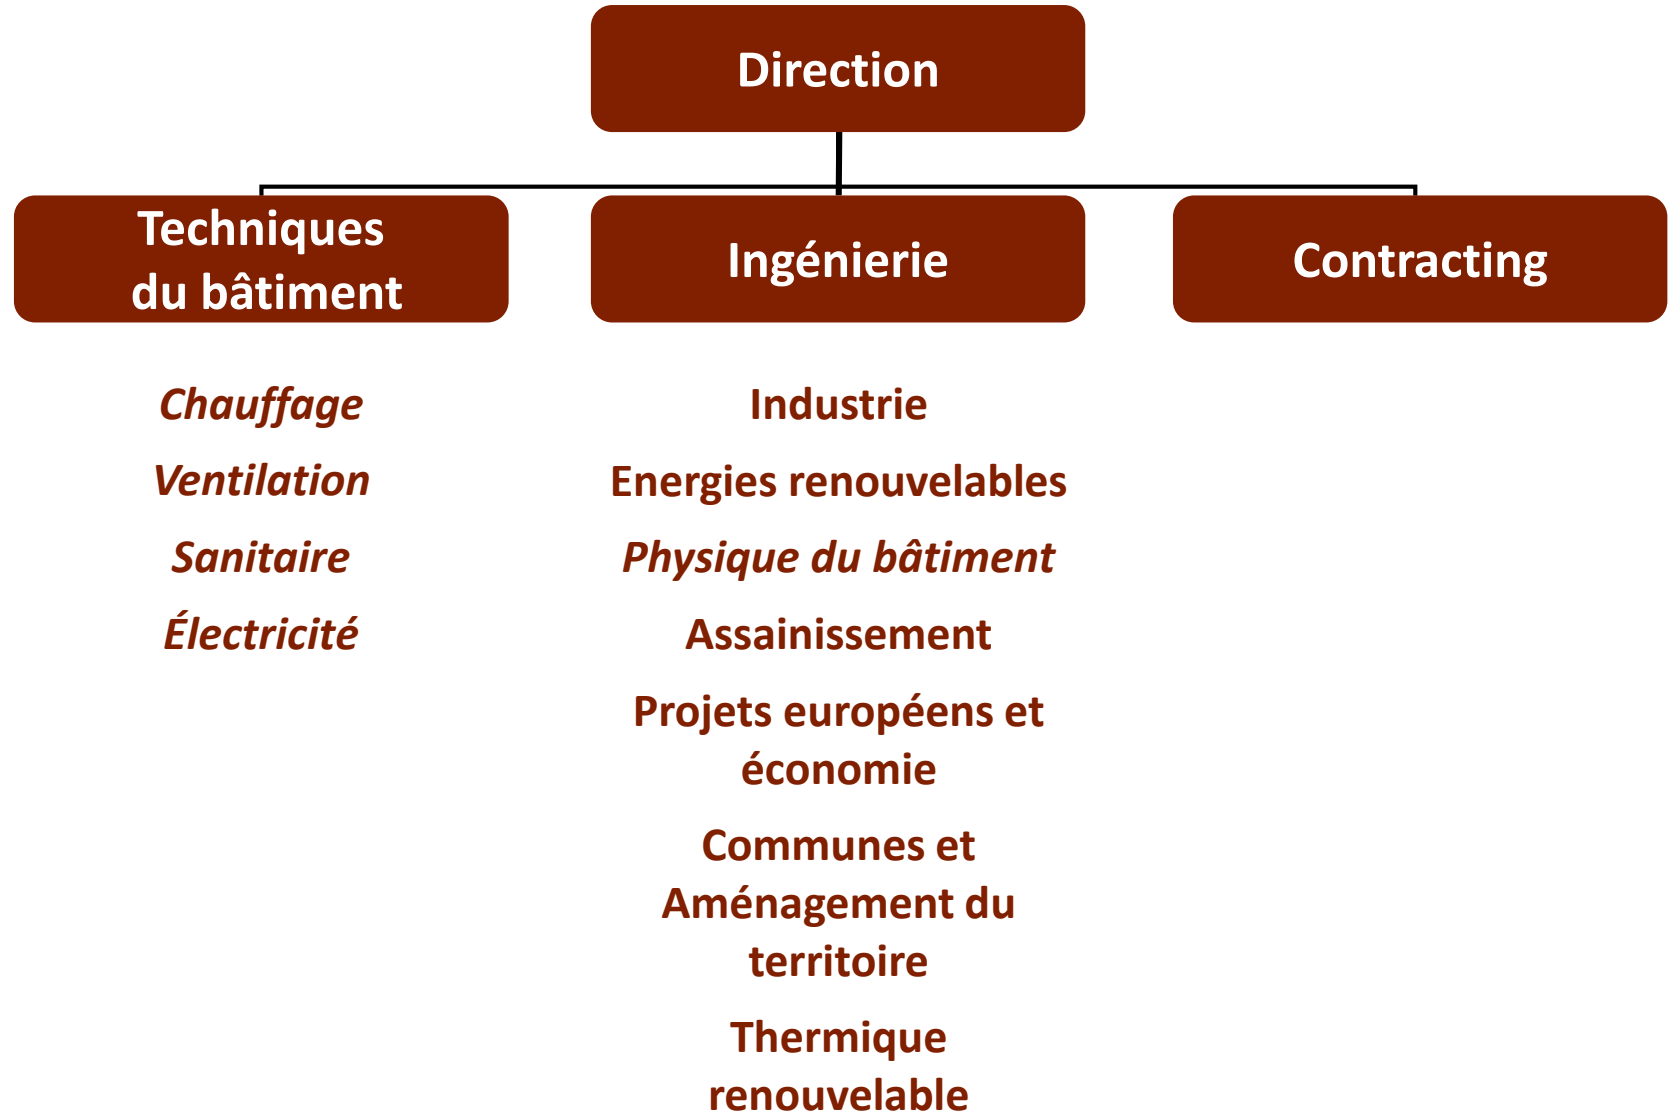 Direction
Techniques
du bâtiment
Ingénierie
Contracting
Chauffage
Ventilation
Sanitaire
Électricité
Industrie
Energies renouvelables
Physique du bâtiment
Assainissement
Projets européens et
économie
Communes et
Aménagement du
territoire
Thermique
renouvelable